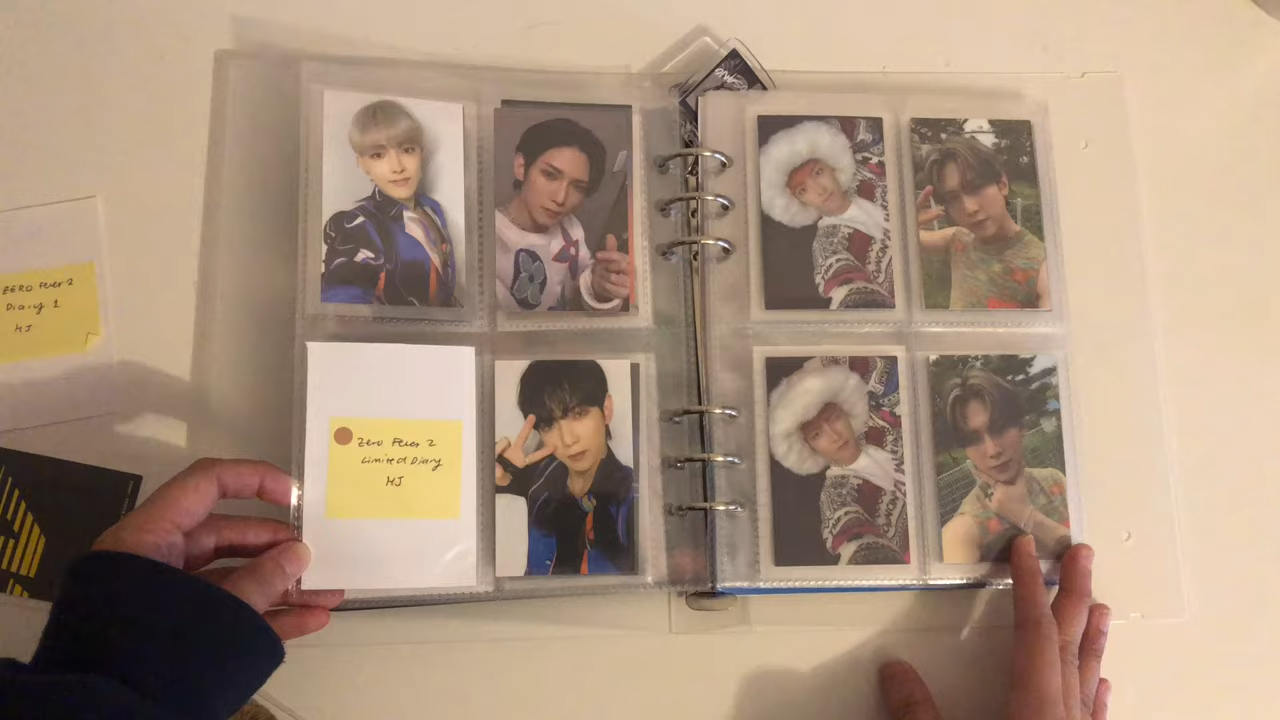 ZERO Fever 2
Diary 1
HJ
Zero Fever 2
Limited Diary
HJ